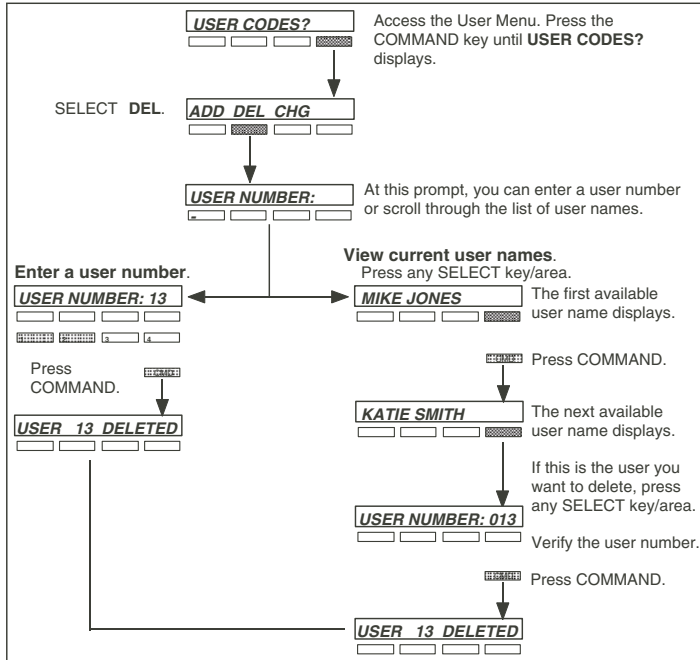 USER CODES?
Access the User Menu. Press the
COMMAND key until USER CODES?
displays.
SELECT DEL.
ADD DEL CHG
USER NUMBER:
-
At this prompt, you can enter a user number
or scroll through the list of user names.
Enter a user number.
USER NUMBER: 13
3 4
Press
COMMAND.
CMD
USER 13 DELETED
View current user names.
Press any SELECT key/area.
MIKE JONES
The first available
user name displays.
CMD
Press COMMAND.
KATIE SMITH
The next available
user name displays.
If this is the user you
want to delete, press
any SELECT key/area.
USER NUMBER: 013
Verify the user number.
CMD
Press COMMAND.
USER 13 DELETED